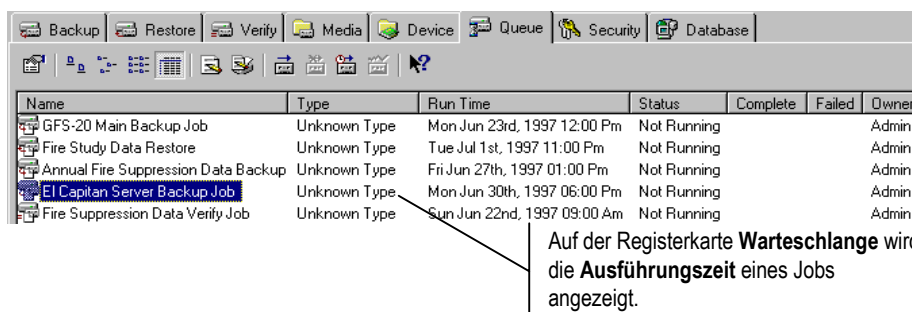 Backup Restore Verify Media Device Queue Security Database
Name Type Run Time Status Complete Failed Owner
GFS-20 Main Backup Job Unknown Type Mon Jun 23rd, 1997 12:00 Pm Not Running Admin
Fire Study Data Restore Unknown Type Tue Jul 1st, 1997 11:00 Pm Not Running Admin
Annual Fire Suppression Data Backup Unknown Type Fri Jun 27th, 1997 01:00 Pm Not Running Admin
El Capitan Server Backup Job Unknown Type Mon Jun 30th, 1997 06:00 Pm Not Running Admin
Fire Suppression Data Verify Job Unknown Type Sun Jun 22nd, 1997 09:00 Am Not Running Admin
Auf der Registerkarte Warteschlange wird
die Ausführungszeit eines Jobs
angezeigt.